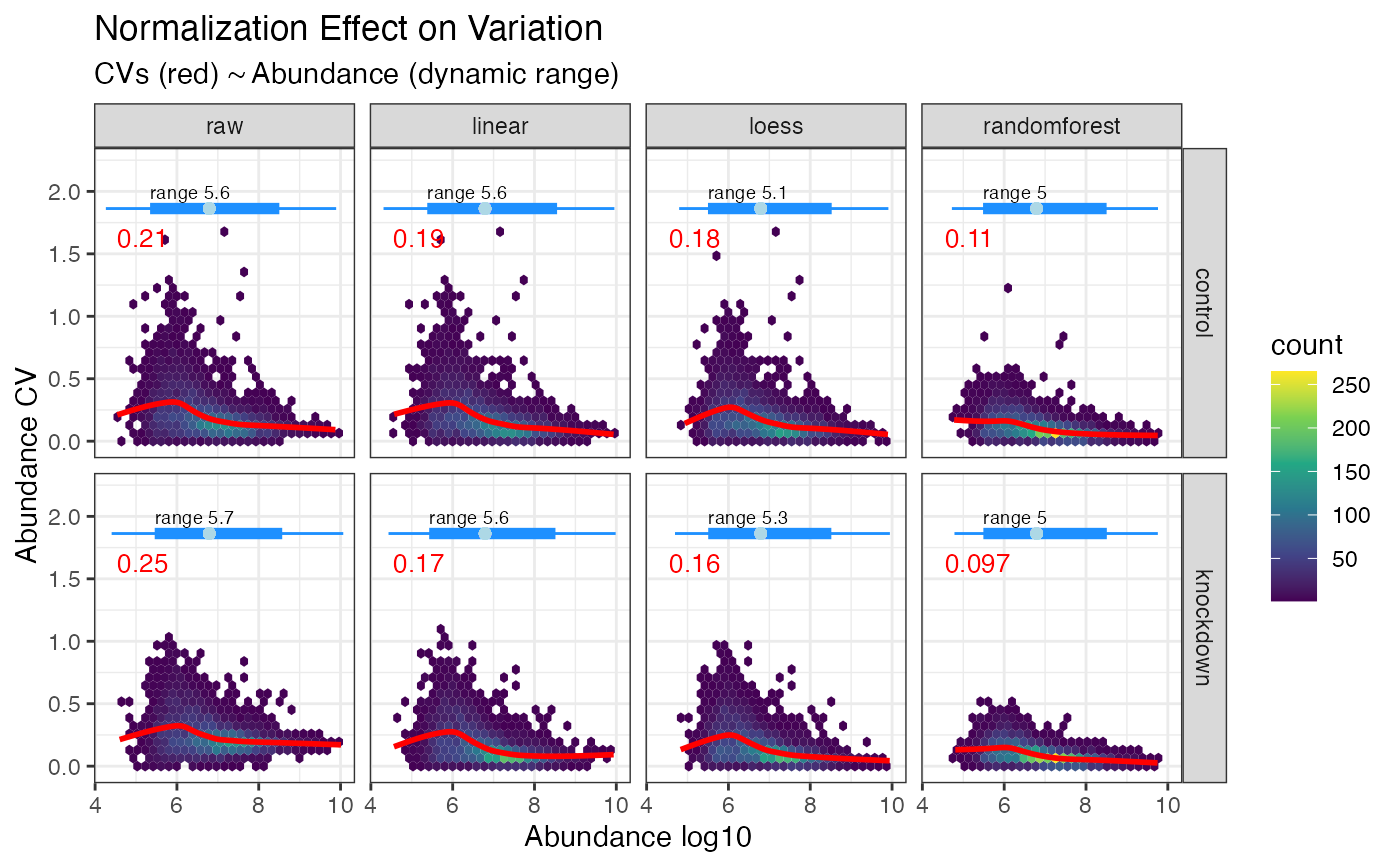 Normalization Effect on Variation
CVs (red) ~ Abundance (dynamic range)
raw linear loess randomforest
control
knockdown
Abundance CV
2.0
1.5
1.0
0.5
0.0
range 5.6 range 5.6 range 5.1 range 5
0.21 0.19 0.18 0.11
2.0
1.5
1.0
0.5
0.0
range 5.7 range 5.6 range 5.3 range 5
0.25 0.17 0.16 0.097
4 6 8 10 4 6 8 10 4 6 8 10 4 6 8 10
Abundance log10
count
250
200
150
100
50